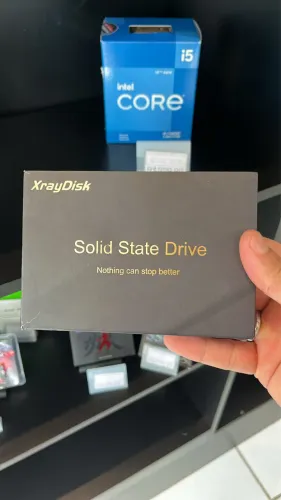 i5
intel
CORE
XrayDisk
Solid State Drive
Nothing can stop better